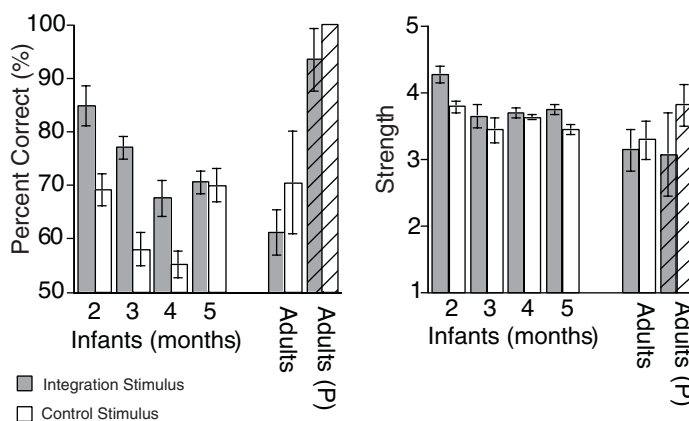 Percent Correct (%)
100
90
80
70
60
50
2 3 4 5
Infants (months)
Adults
Adults (P)
Strength
5
4
3
2
1
2 3 4 5
Infants (months)
Adults
Adults (P)
Integration Stimulus
Control Stimulus